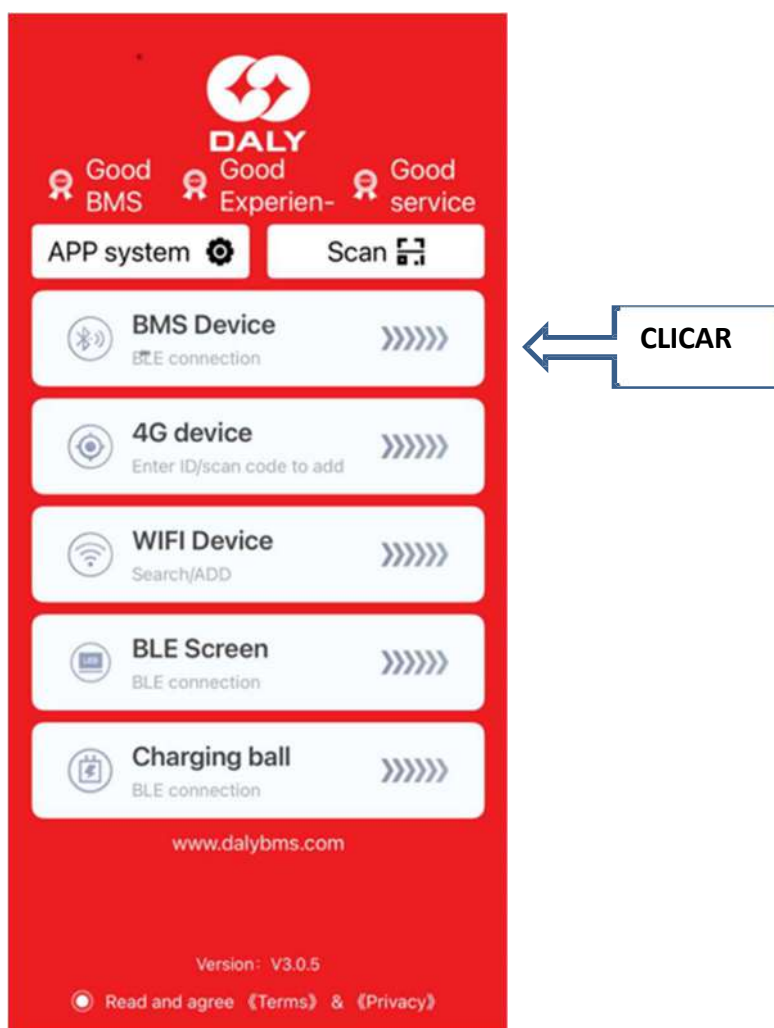 DALY
Good BMS
Good Experien-
Good service
APP system
Scan
BMS Device
BLE connection
CLICAR
4G device
Enter ID/scan code to add
WIFI Device
Search/ADD
BLE Screen
BLE connection
Charging ball
BLE connection
www.dalybms.com
Version: V3.0.5
Read and agree 《Terms》 & 《Privacy》